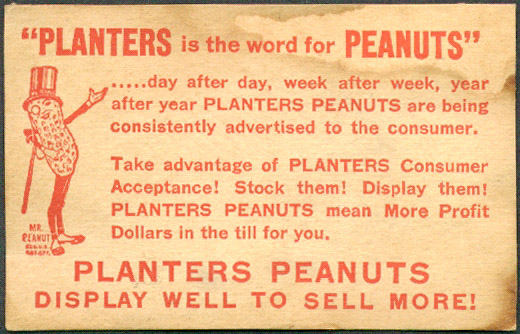 "PLANTERS is the word for PEANUTS"
.....day after day, week after week, year
after year PLANTERS PEANUTS are being
consistently advertised to the consumer.
Take advantage of PLANTERS Consumer
Acceptance! Stock them! Display them!
PLANTERS PEANUTS mean More Profit
Dollars in the till for you.
MR.
PEANUT
PLANTERS PEANUTS
DISPLAY WELL TO SELL MORE!